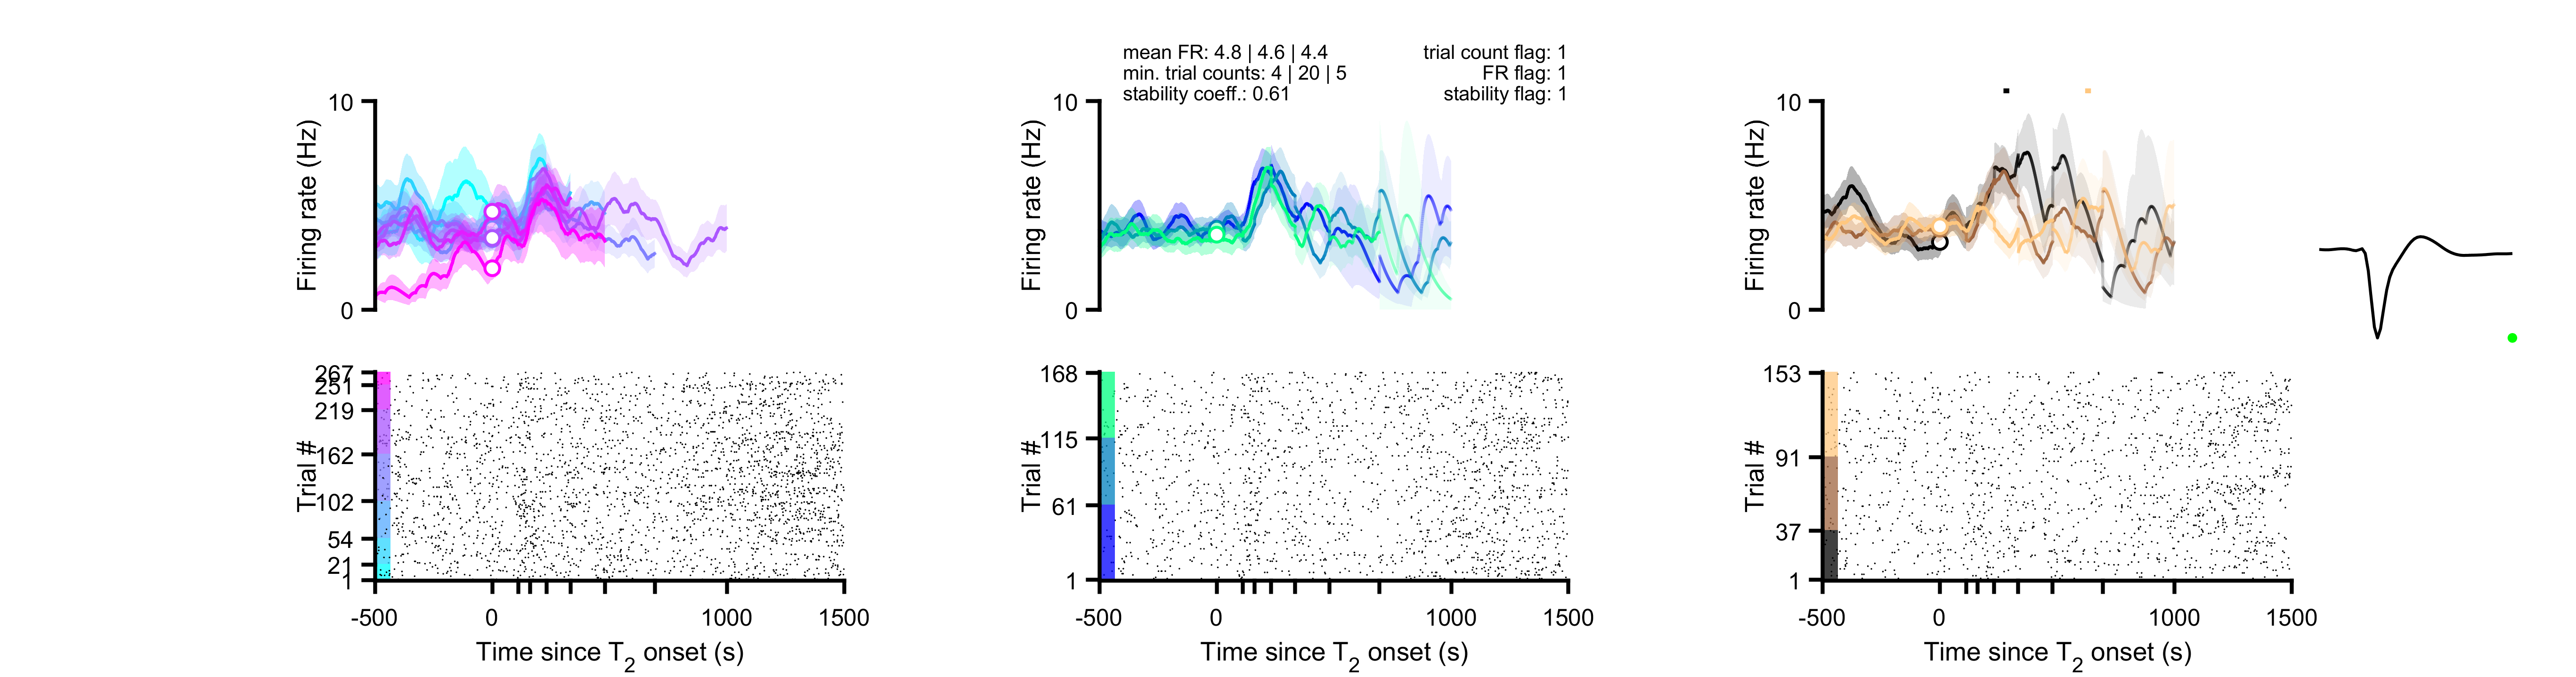 mean FR: 4.8 | 4.6 | 4.4
min. trial counts: 4 | 20 | 5
stability coeff.: 0.61
trial count flag: 1
FR flag: 1
stability flag: 1
10
0
Firing rate (Hz)
10
0
Firing rate (Hz)
10
0
Firing rate (Hz)
267
251
219
162
102
54
21
1
Trial #
-500
0
1000
1500
Time since T2 onset (s)
168
115
61
1
Trial #
-500
0
1000
1500
Time since T2 onset (s)
153
91
37
1
Trial #
-500
0
1000
1500
Time since T2 onset (s)